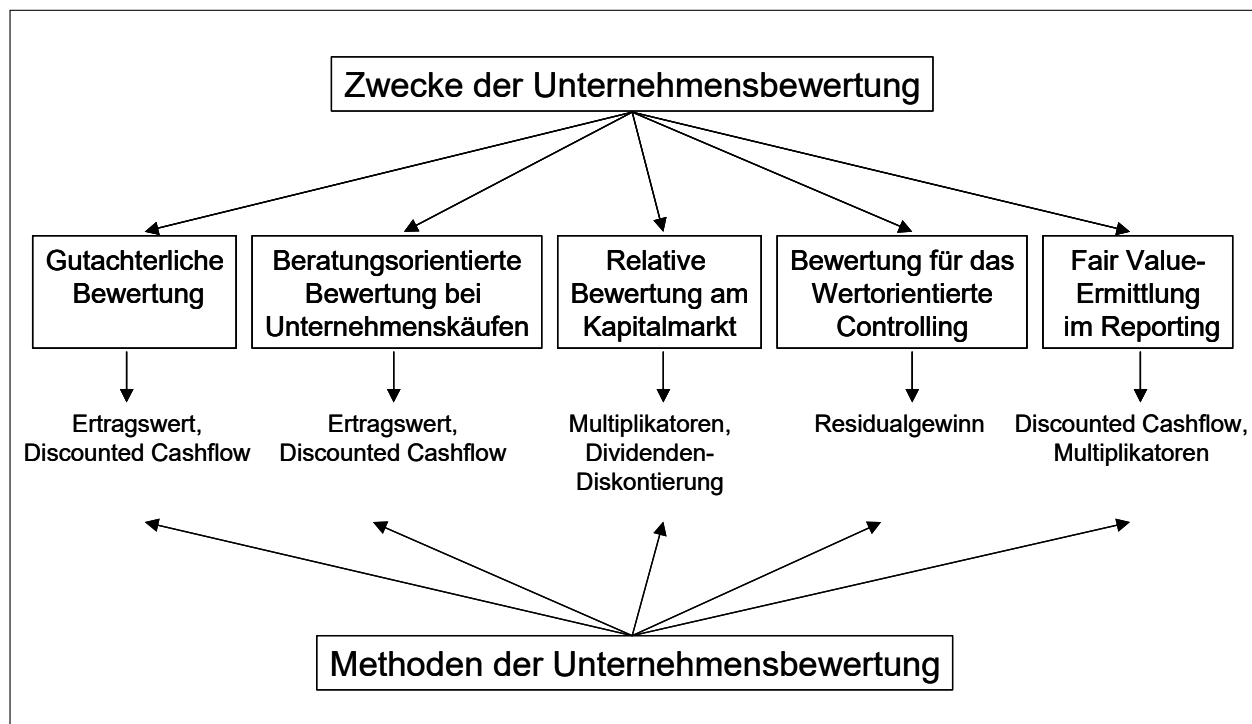 Zwecke der Unternehmensbewertung
Gutachterliche
Bewertung
Beratungsorientierte
Bewertung bei
Unternehmenskäufen
Relative
Bewertung am
Kapitalmarkt
Bewertung für das
Wertorientierte
Controlling
Fair Value-
Ermittlung
im Reporting
Ertragswert,
Discounted Cashflow
Ertragswert,
Discounted Cashflow
Multiplikatoren,
Dividenden-
Diskontierung
Residualgewinn
Discounted Cashflow,
Multiplikatoren
Methoden der Unternehmensbewertung